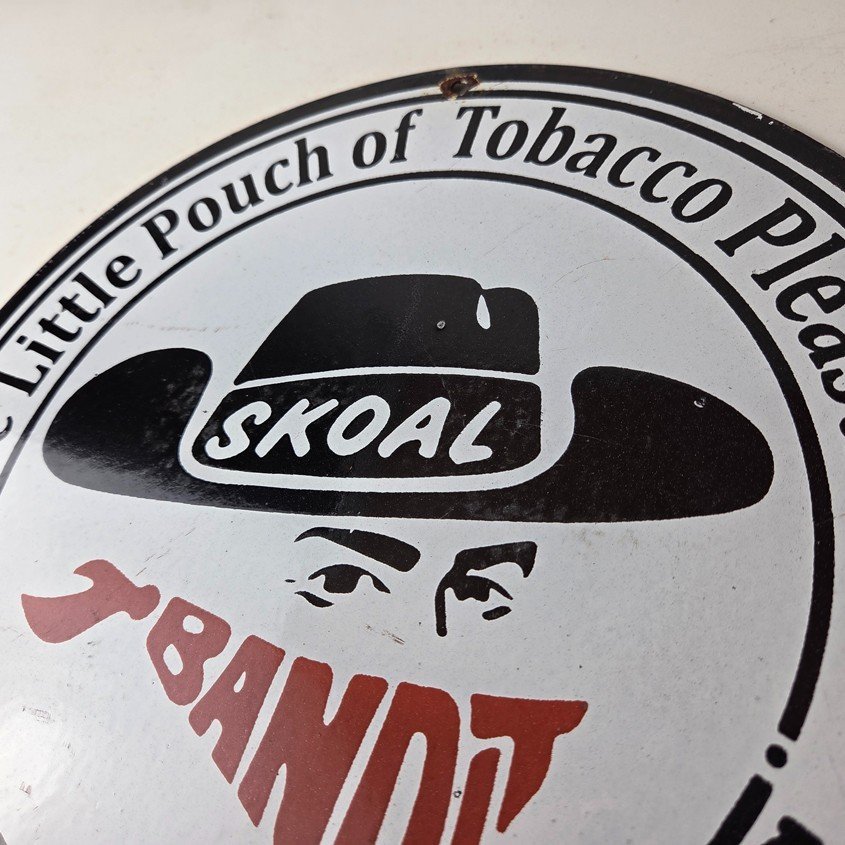 Little Pouch of Tobacco Pleas
SKOAL
BANDIT